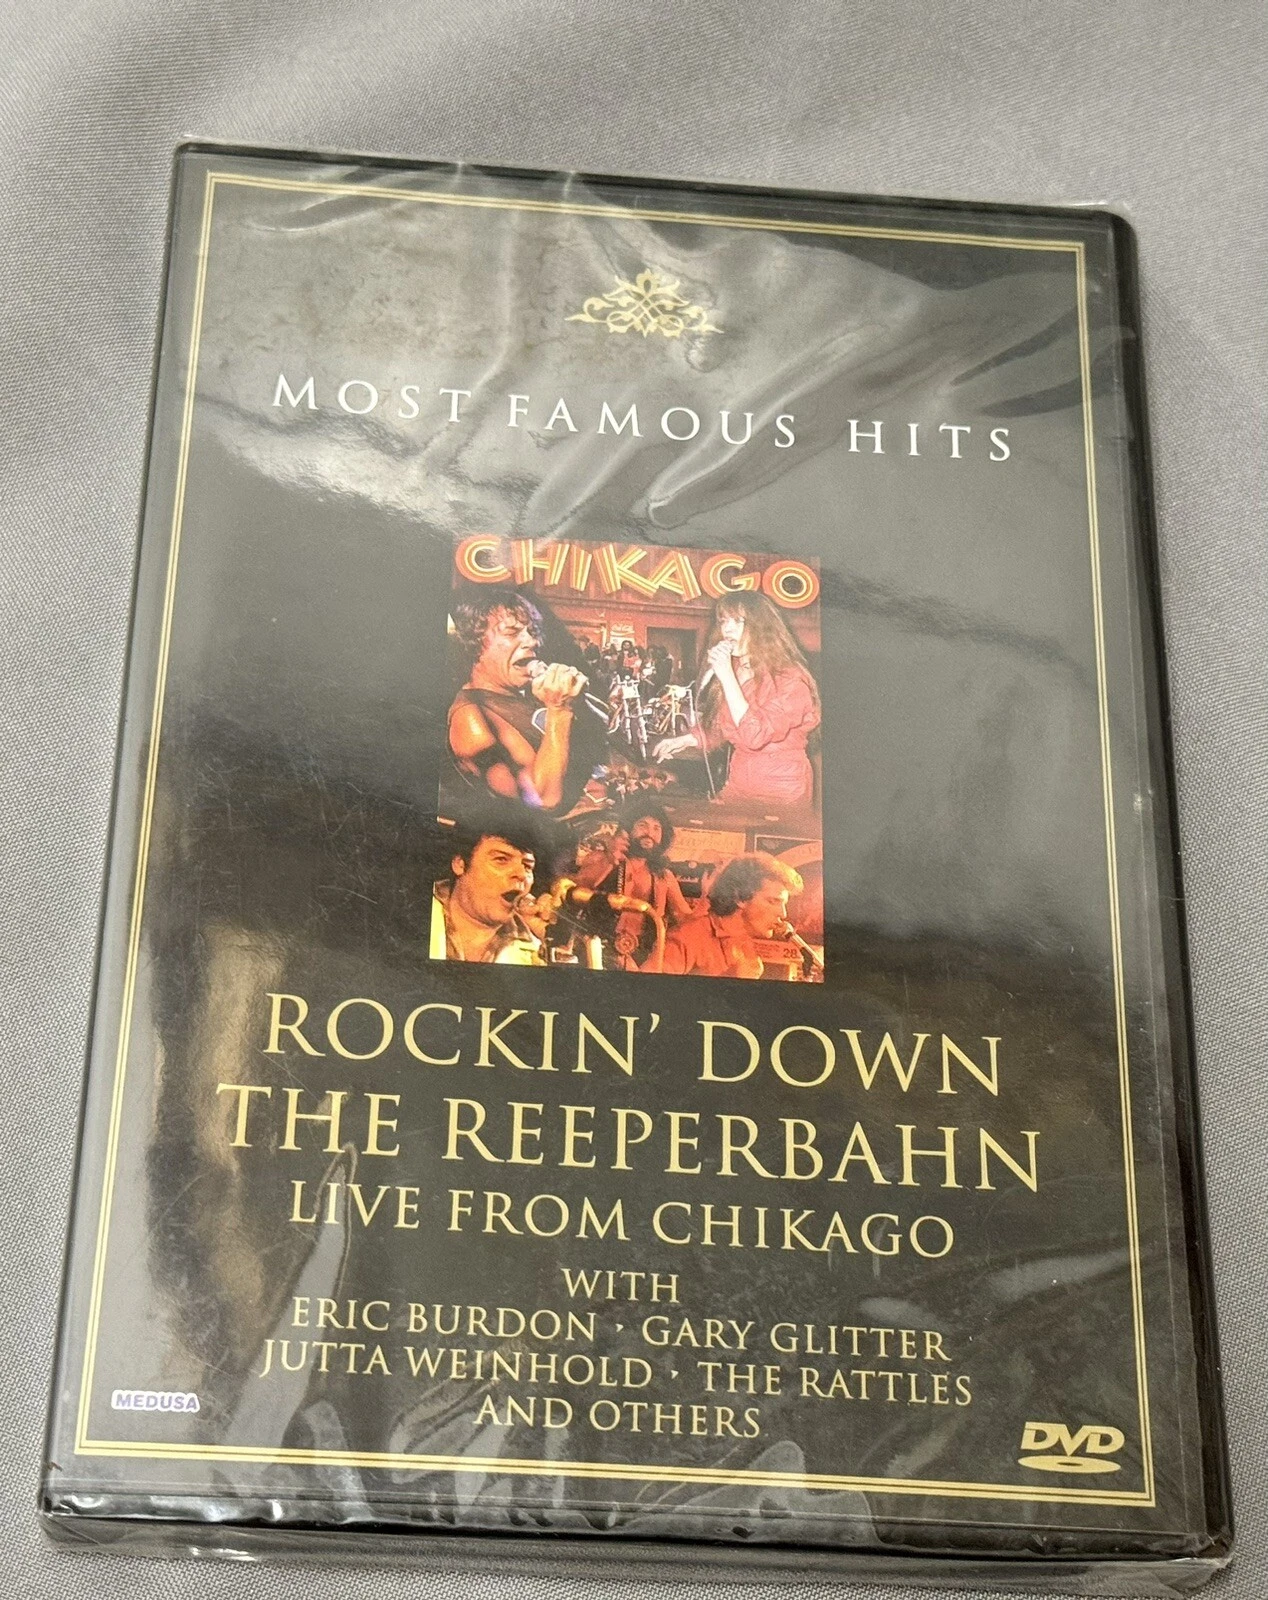 MOST FAMOUS HITS
CHIKAGO
28
ROCKIN' DOWN
THE REEPERBAHN
LIVE FROM CHIKAGO
WITH
ERIC BURDON · GARY GLITTER
JUTTA WEINHOLD · THE RATTLES
AND OTHERS
MEDUSA
DVD